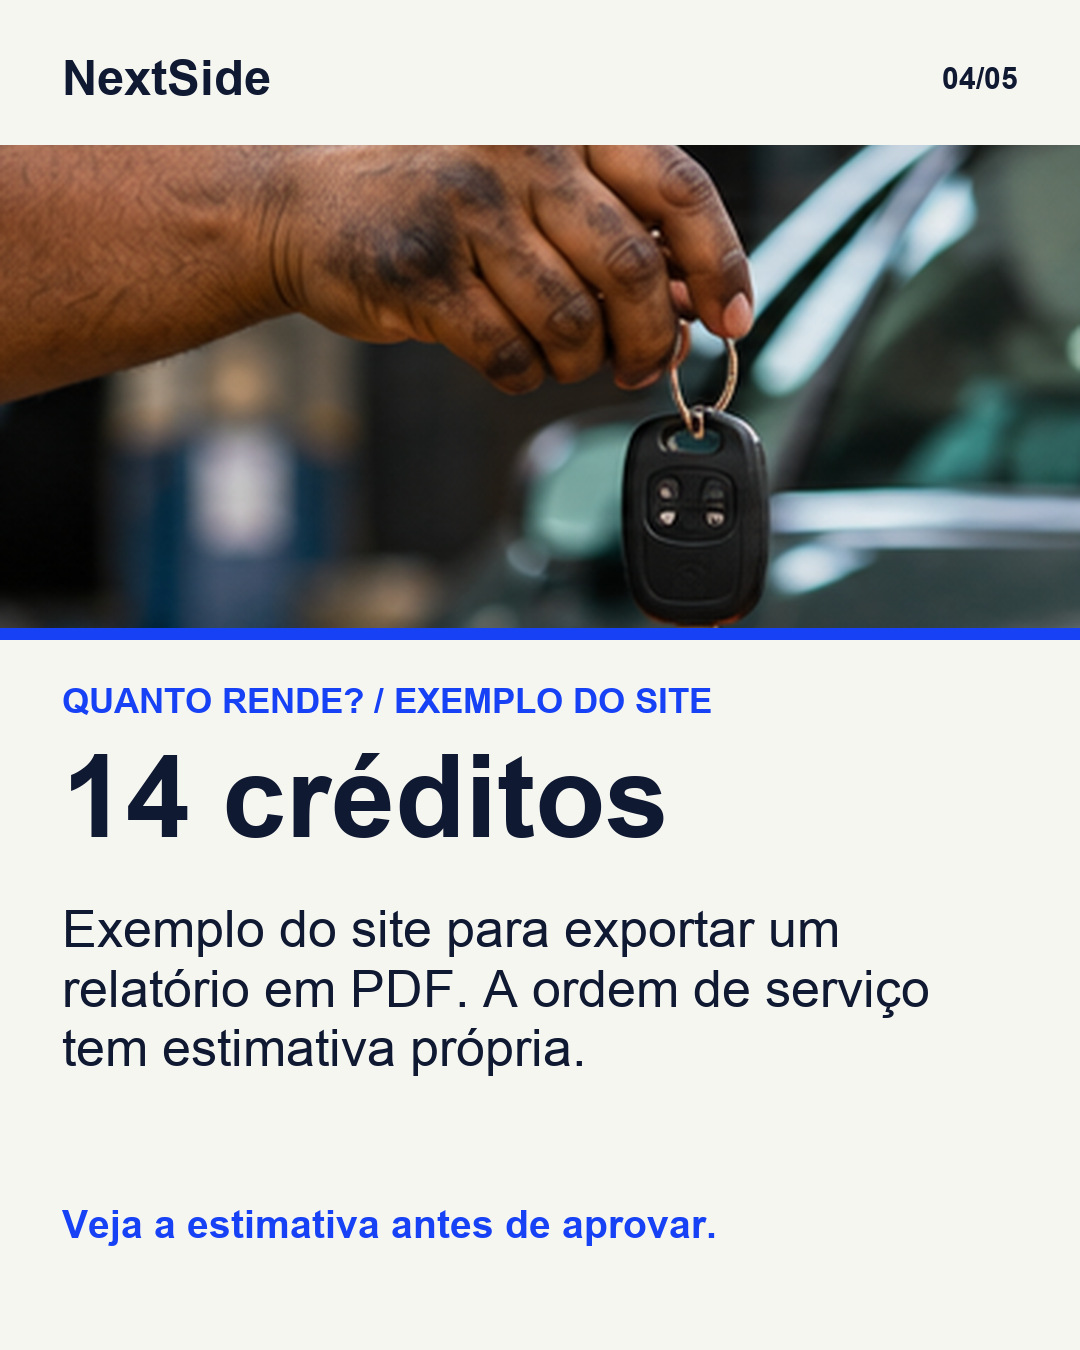 NextSide
04/05
QUANTO RENDE? / EXEMPLO DO SITE
14 créditos
Exemplo do site para exportar um
relatório em PDF. A ordem de serviço
tem estimativa própria.
Veja a estimativa antes de aprovar.